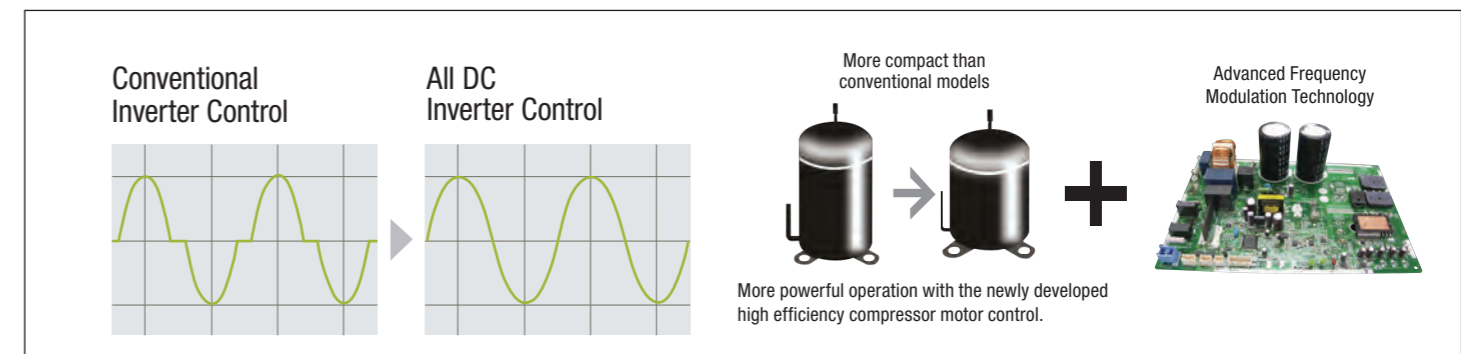 Conventional
Inverter Control
All DC
Inverter Control
More compact than
conventional models
Advanced Frequency
Modulation Technology
More powerful operation with the newly developed
high efficiency compressor motor control.